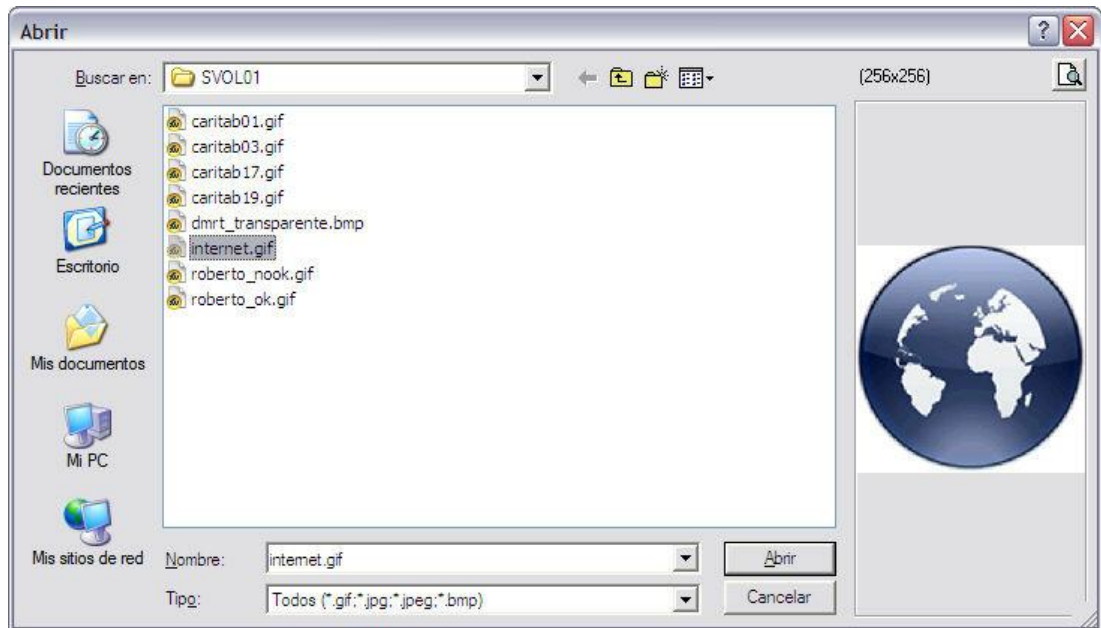 Abrir
Buscar en: SVOL01 (256x256)
caritab01.gif
caritab03.gif
caritab17.gif
caritab19.gif
dmrt_transparente.bmp
internet.gif
roberto_nook.gif
roberto_ok.gif
Documentos
recientes
Escritorio
Mis documentos
Mi PC
Mis sitios de red
Nombre: internet.gif Abrir
Tipo: Todos (*.gif;*.jpg;*.jpeg;*.bmp) Cancelar